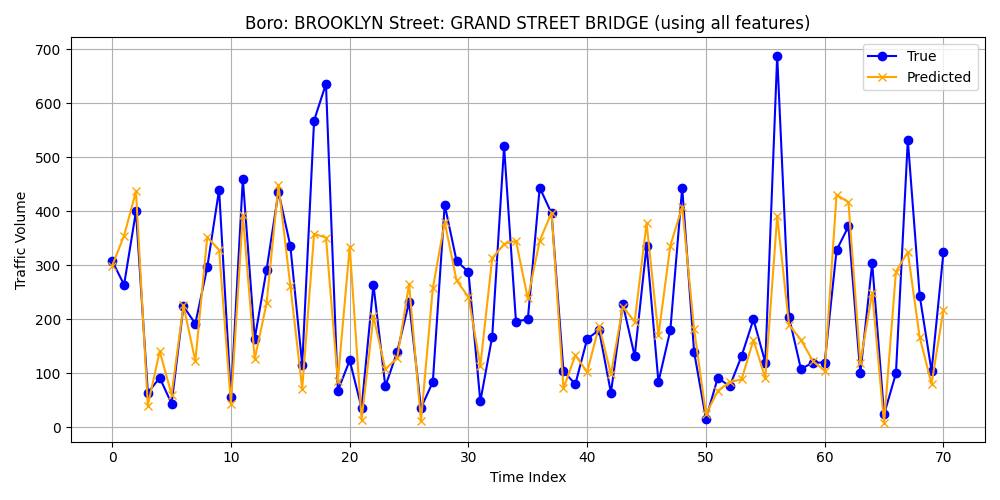 Boro: BROOKLYN Street: GRAND STREET BRIDGE (using all features)
True
Predicted
Traffic Volume
700
600
500
400
300
200
100
0
0 10 20 30 40 50 60 70
Time Index